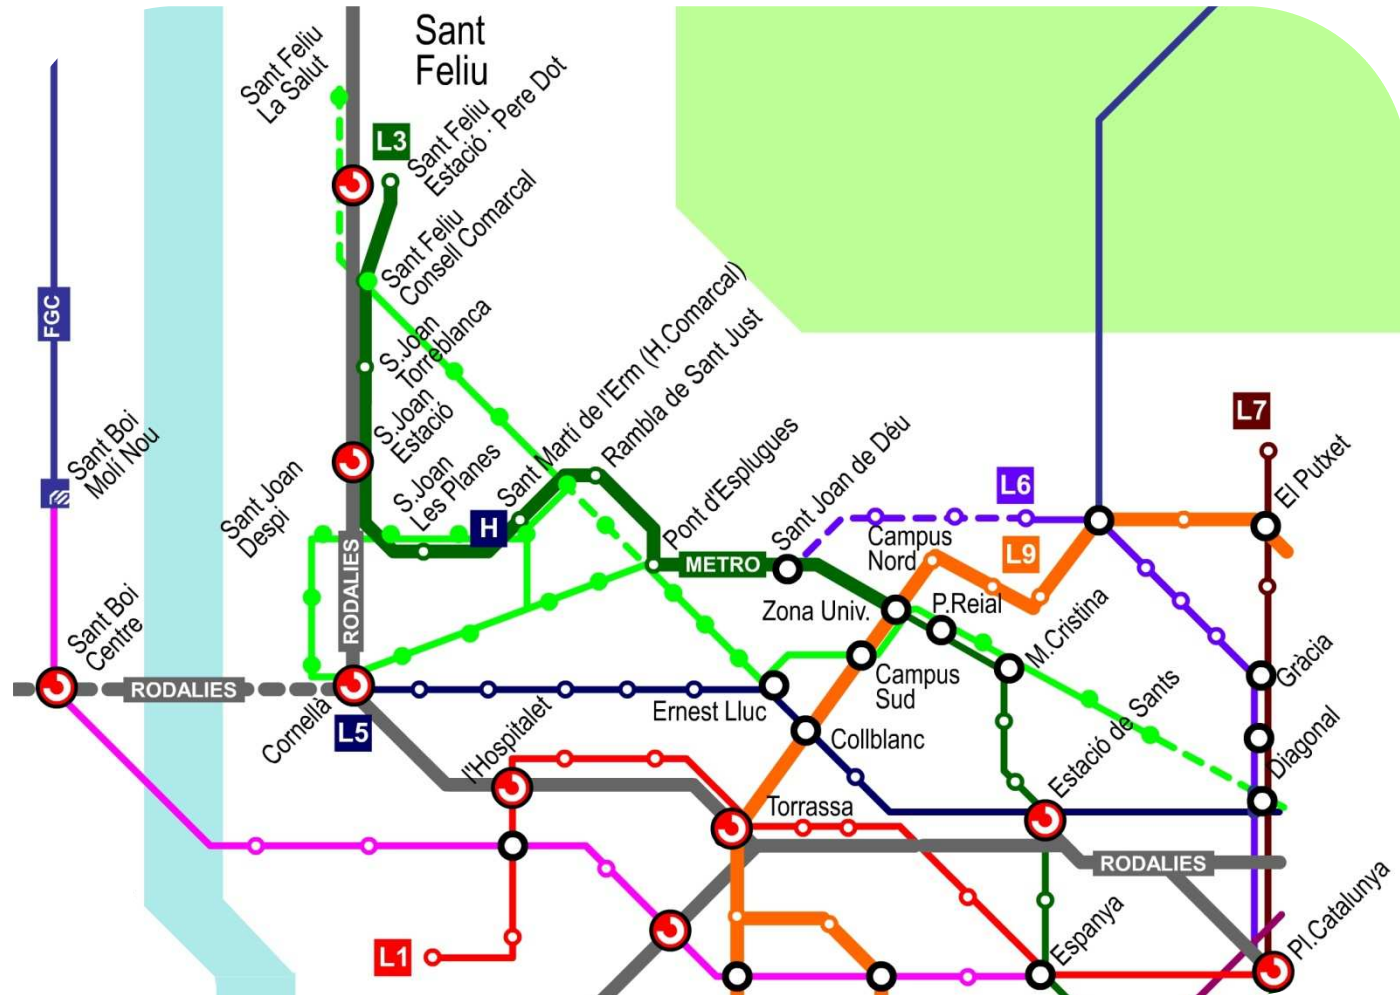 Sant
Feliu
Sant Feliu
La Salut
L3
Sant Feliu
Estació · Pere Dot
Sant Feliu
Consell Comarcal
FGC
S.Joan
Torreblanca
S.Joan
Estació
S.Joan
Les Planes
Sant Martí de l'Erm (H.Comarcal)
Rambla de Sant Just
Pont d'Esplugues
Sant Boi
Molí Nou
Sant Joan
Despi
H
METRO
Sant Joan de Déu
L6
L9
L7
El Putxet
Campus
Nord
Zona Univ.
P.Reial
M.Cristina
RODALIES
Sant Boi
Centre
RODALIES
Cornellà
L5
Ernest Lluc
Campus
Sud
Collblanc
Gràcia
Diagonal
Estació de Sants
l'Hospitalet
Torrassa
RODALIES
L1
Espanya
Pl.Catalunya